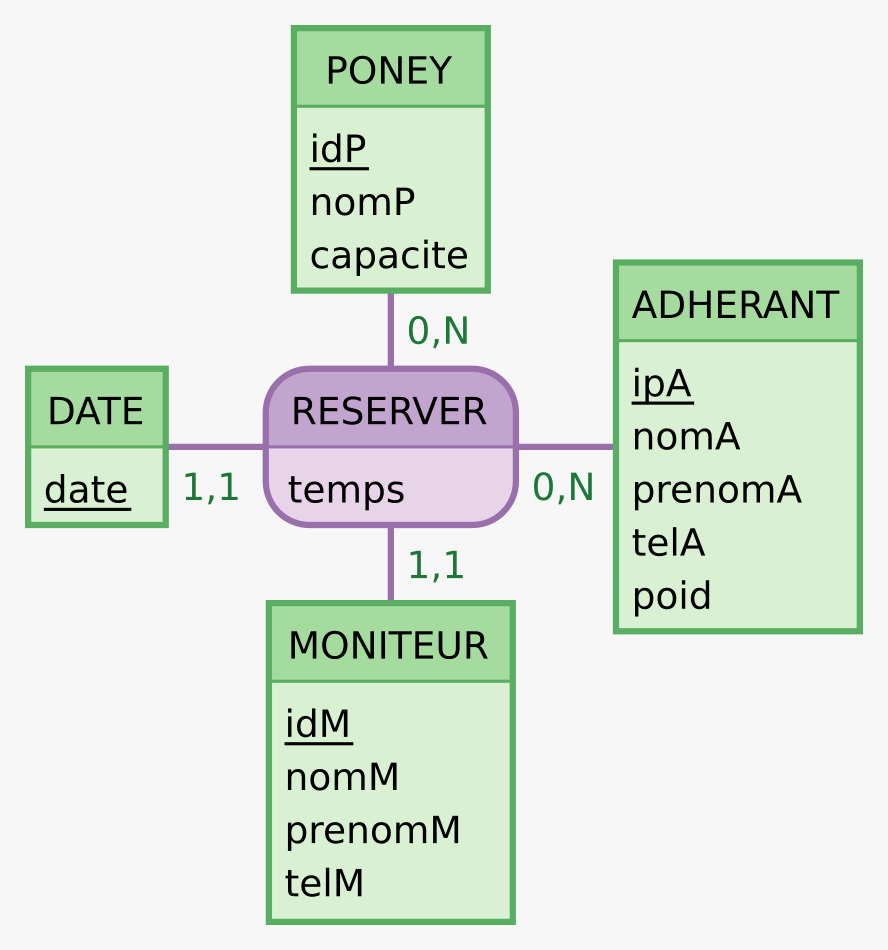 PONEY
idP
nomP
capacite
0,N
ADHERANT
ipA
nomA
prenomA
telA
poid
DATE
date
1,1
RESERVER
temps
0,N
1,1
MONITEUR
idM
nomM
prenomM
telM